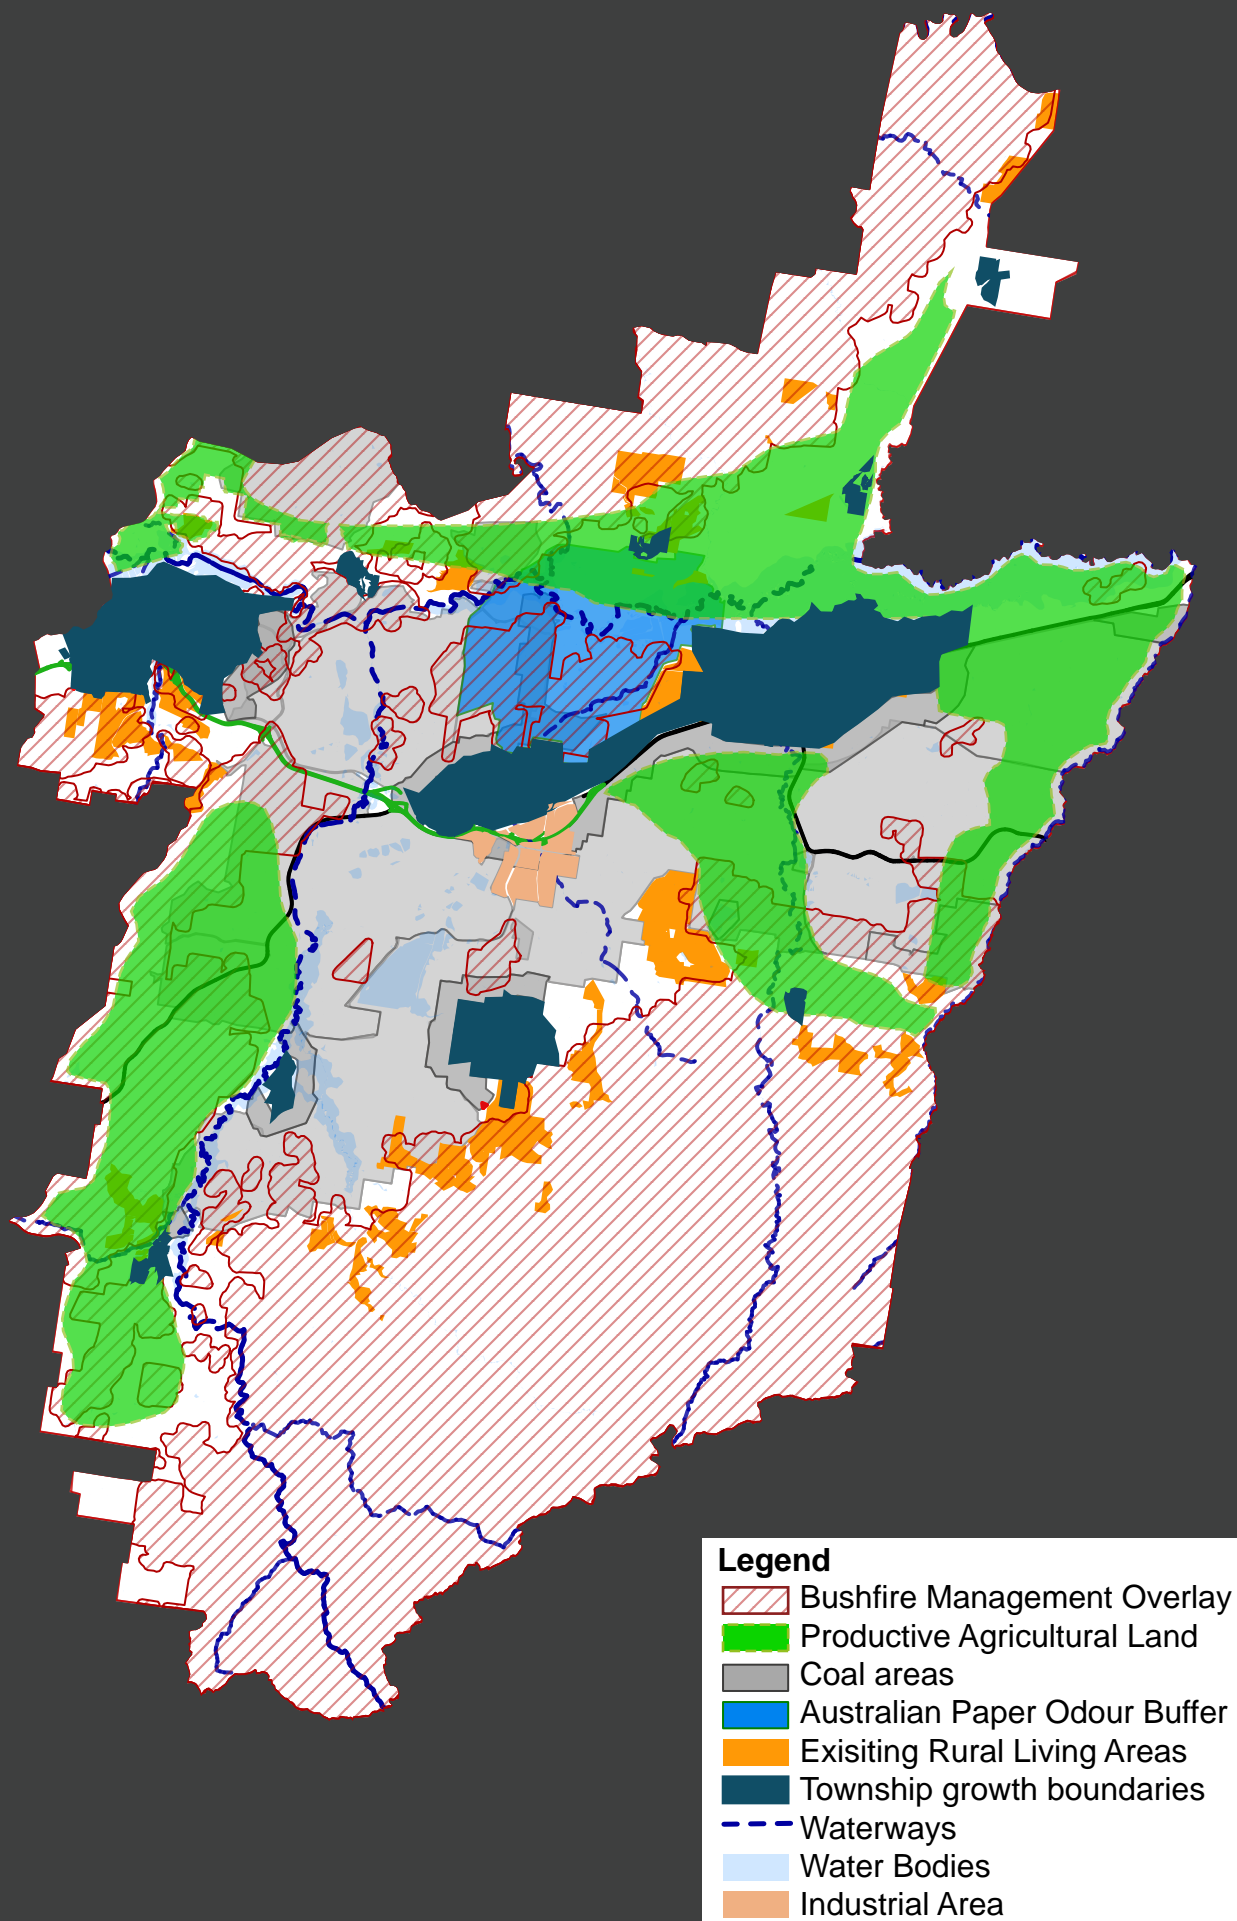 Legend
Bushfire Management Overlay
Productive Agricultural Land
Coal areas
Australian Paper Odour Buffer
Exisiting Rural Living Areas
Township growth boundaries
Waterways
Water Bodies
Industrial Area